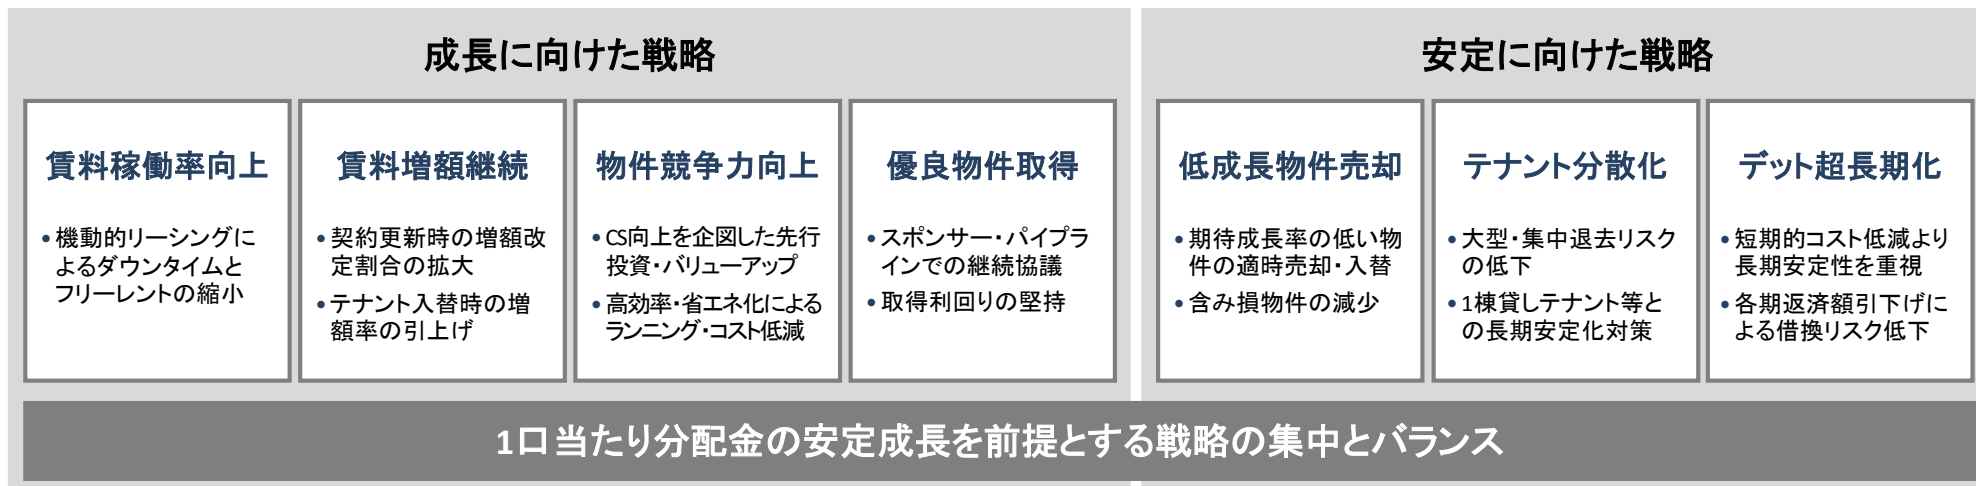 成長に向けた戦略
賃料稼働率向上
•機動的リーシングに
よるダウンタイムと
フリーレントの縮小
賃料増額継続
•契約更新時の増額改
定割合の拡大
•テナント入替時の増
額率の引上げ
物件競争力向上
•CS向上を企図した先行
投資・バリューアップ
•高効率・省エネ化による
ランニング・コスト低減
優良物件取得
•スポンサー・パイプラ
インでの継続協議
•取得利回りの堅持
安定に向けた戦略
低成長物件売却
•期待成長率の低い物
件の適時売却・入替
•含み損物件の減少
テナント分散化
•大型・集中退去リスク
の低下
•1棟貸しテナント等と
の長期安定化対策
デット超長期化
•短期的コスト低減より
長期安定性を重視
•各期返済額引下げに
よる借換リスク低下
1口当たり分配金の安定成長を前提とする戦略の集中とバランス